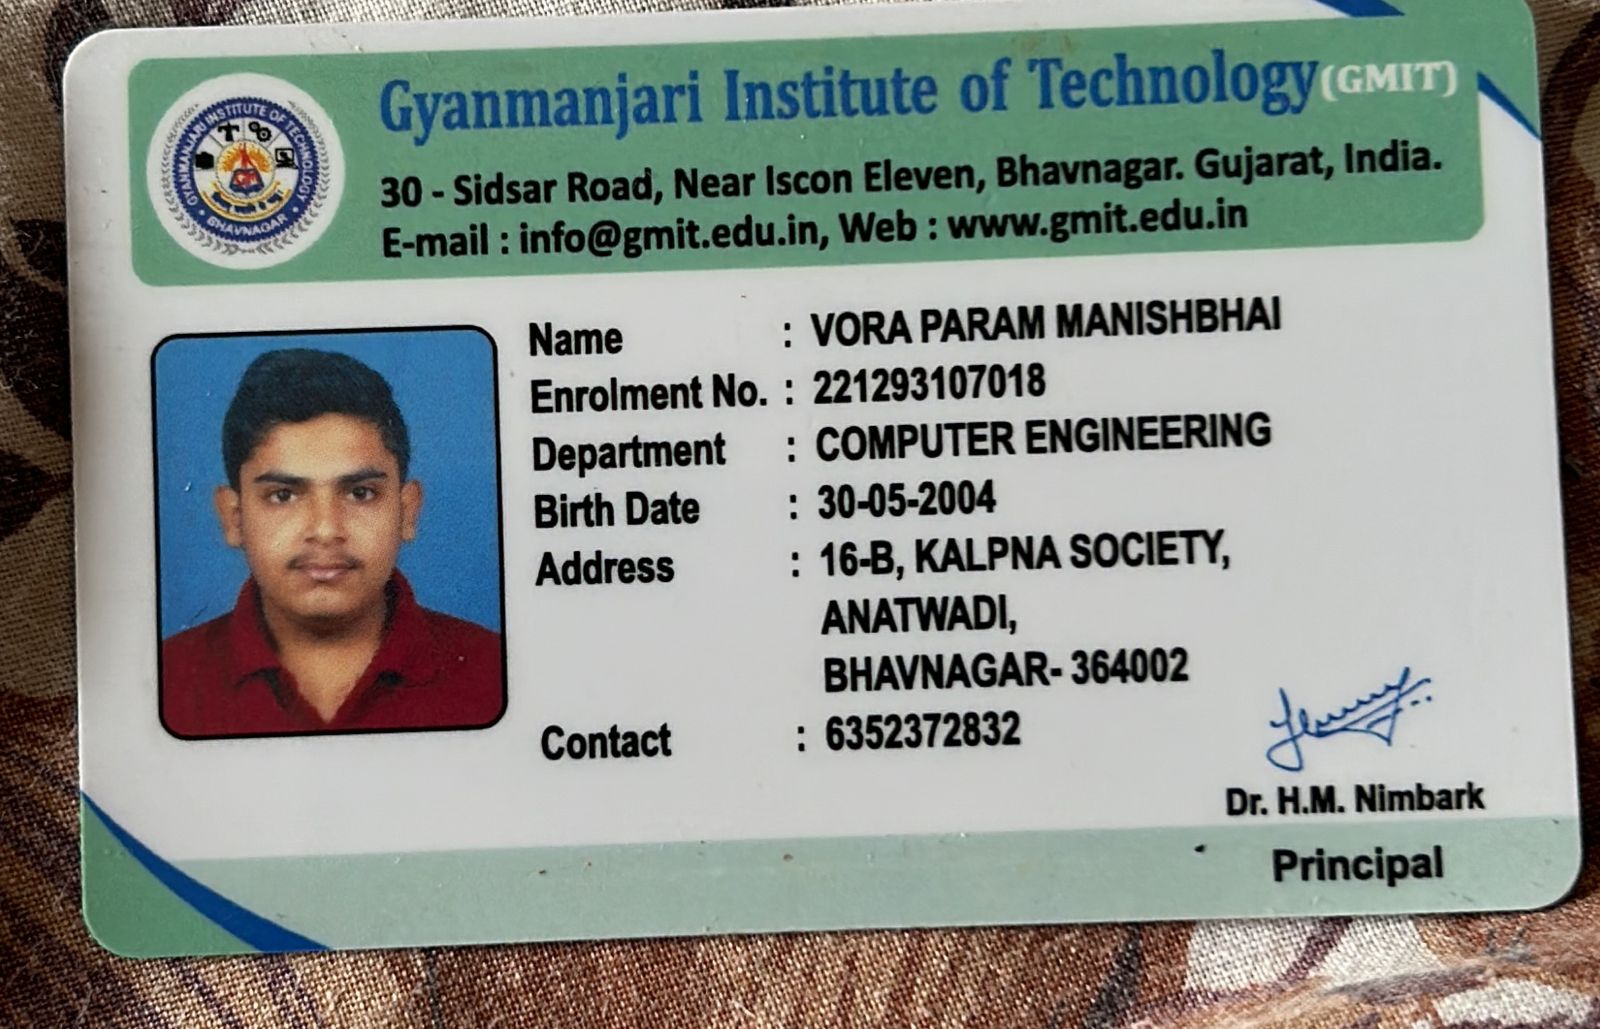 Gyanmanjari Institute of Technology(GMIT)
30 - Sidsar Road, Near Iscon Eleven, Bhavnagar. Gujarat, India.
E-mail : info@gmit.edu.in, Web : www.gmit.edu.in
GYANMANJARI INSTITUTE OF TECHNOLOGY
BHAVNAGAR
Name : VORA PARAM MANISHBHAI
Enrolment No. : 221293107018
Department : COMPUTER ENGINEERING
Birth Date : 30-05-2004
Address : 16-B, KALPNA SOCIETY,
ANATWADI,
BHAVNAGAR- 364002
Contact : 6352372832
Dr. H.M. Nimbark
Principal